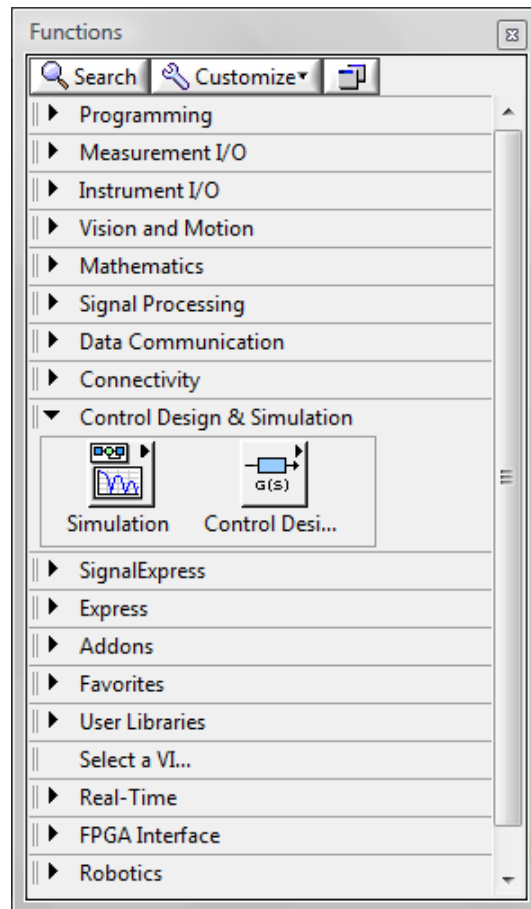 Functions
Search Customize
Programming
Measurement I/O
Instrument I/O
Vision and Motion
Mathematics
Signal Processing
Data Communication
Connectivity
Control Design & Simulation
G(s)
Simulation Control Desi...
SignalExpress
Express
Addons
Favorites
User Libraries
Select a VI...
Real-Time
FPGA Interface
Robotics